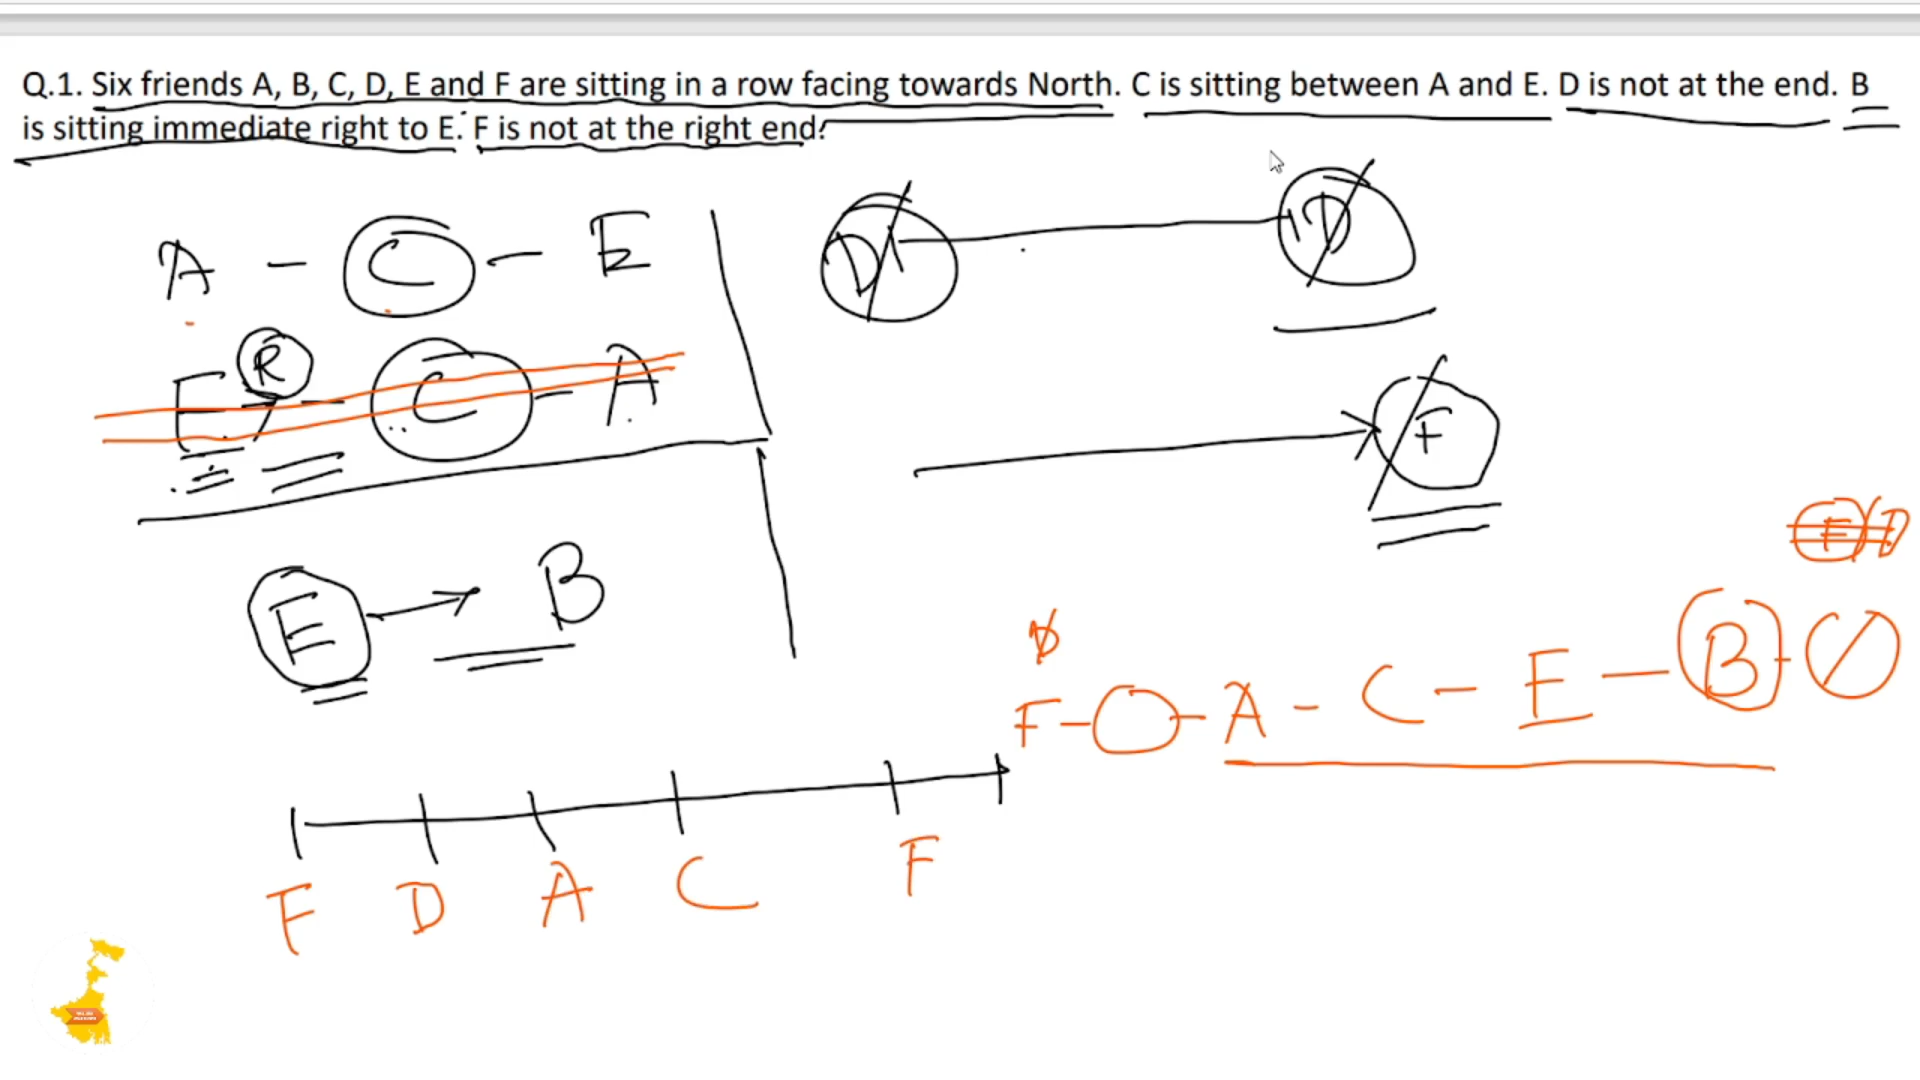 Q.1. Six friends A, B, C, D, E and F are sitting in a row facing towards North. C is sitting between A and E. D is not at the end. B
is sitting immediate right to E. F is not at the right end.
A - C - E
D D
R
E - C - A
F
E → B
F D
D
F - O - A - C - E - B -
F D A C F